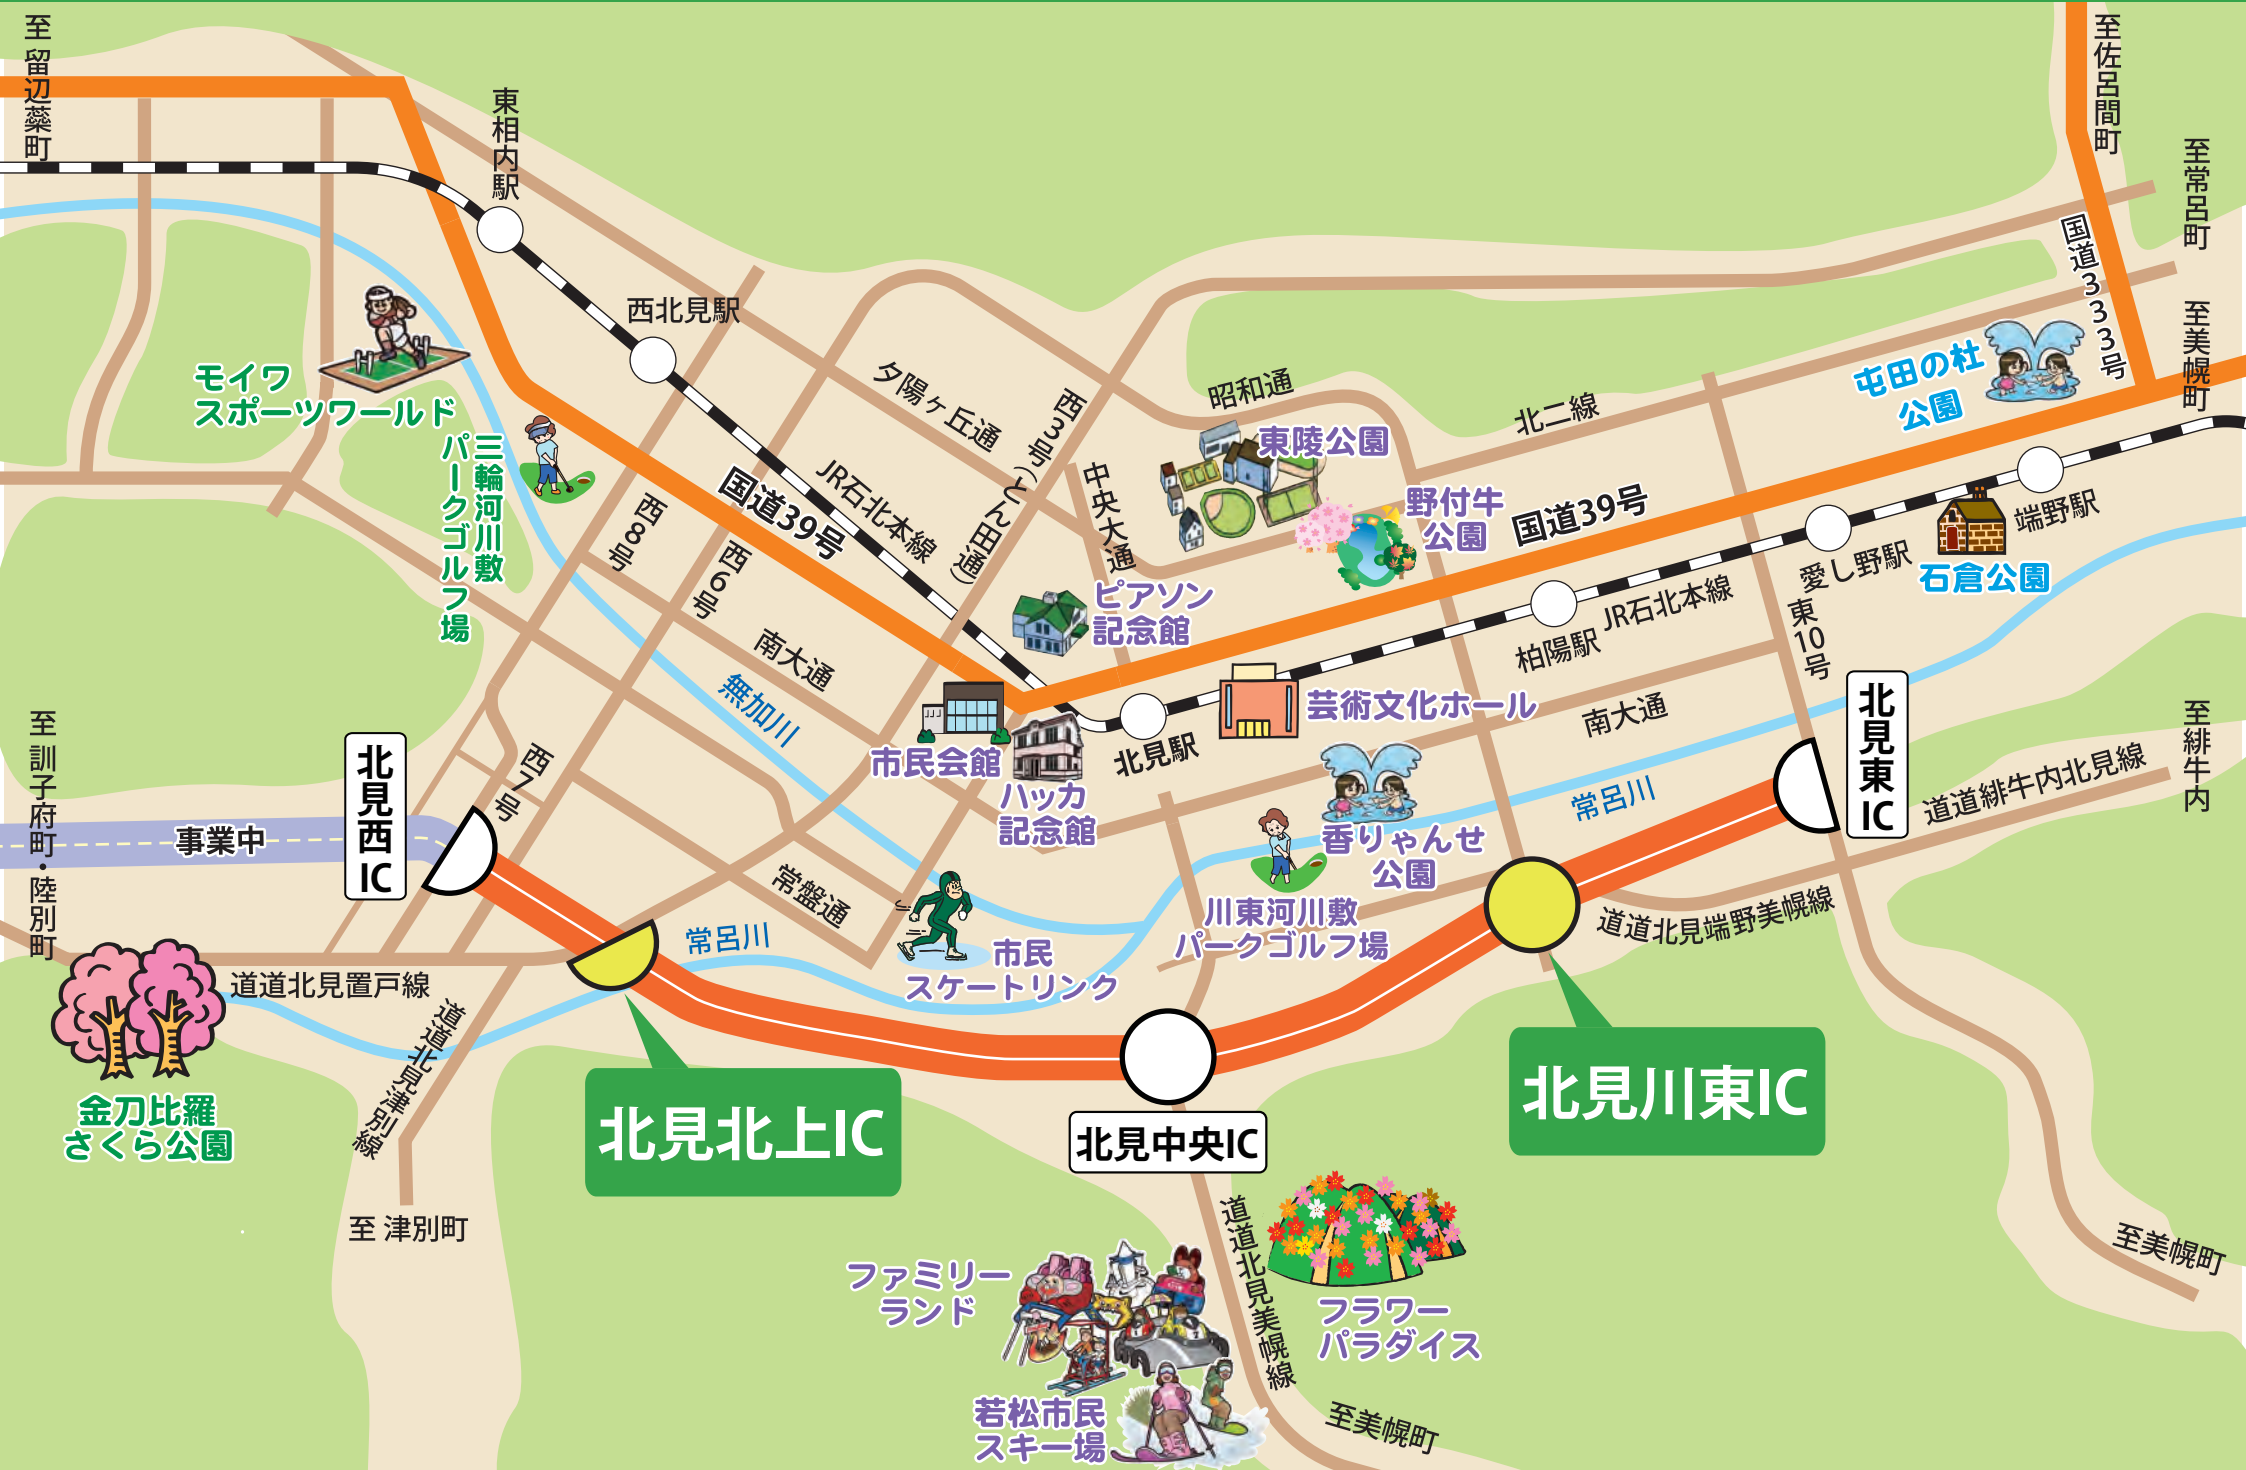 至 留辺蘂町
東相内駅
至佐呂間町
至常呂町
国道333号
至美幌町
西北見駅
モイワ
スポーツワールド
三輪河川敷
パークゴルフ場
夕陽ヶ丘通
西3号(とん田通)
昭和通
北二線
屯田の杜
公園
東陵公園
中央大通
野付牛
公園
国道39号
JR石北本線
国道39号
西8号
西6号
ピアソン
記念館
端野駅
石倉公園
愛し野駅
JR石北本線
柏陽駅
東10号
南大通
無加川
市民会館
ハッカ
記念館
北見駅
芸術文化ホール
南大通
北見東IC
至緋牛内
道道緋牛内北見線
至 訓子府町・陸別町
北見西IC
西7号
事業中
常呂川
香りゃんせ
公園
川東河川敷
パークゴルフ場
道道北見端野美幌線
常盤通
常呂川
市民
スケートリンク
道道北見置戸線
道道北見津別線
金刀比羅
さくら公園
北見北上IC
北見中央IC
北見川東IC
至 津別町
道道北見美幌線
フラワー
パラダイス
ファミリー
ランド
若松市民
スキー場
至美幌町
至美幌町